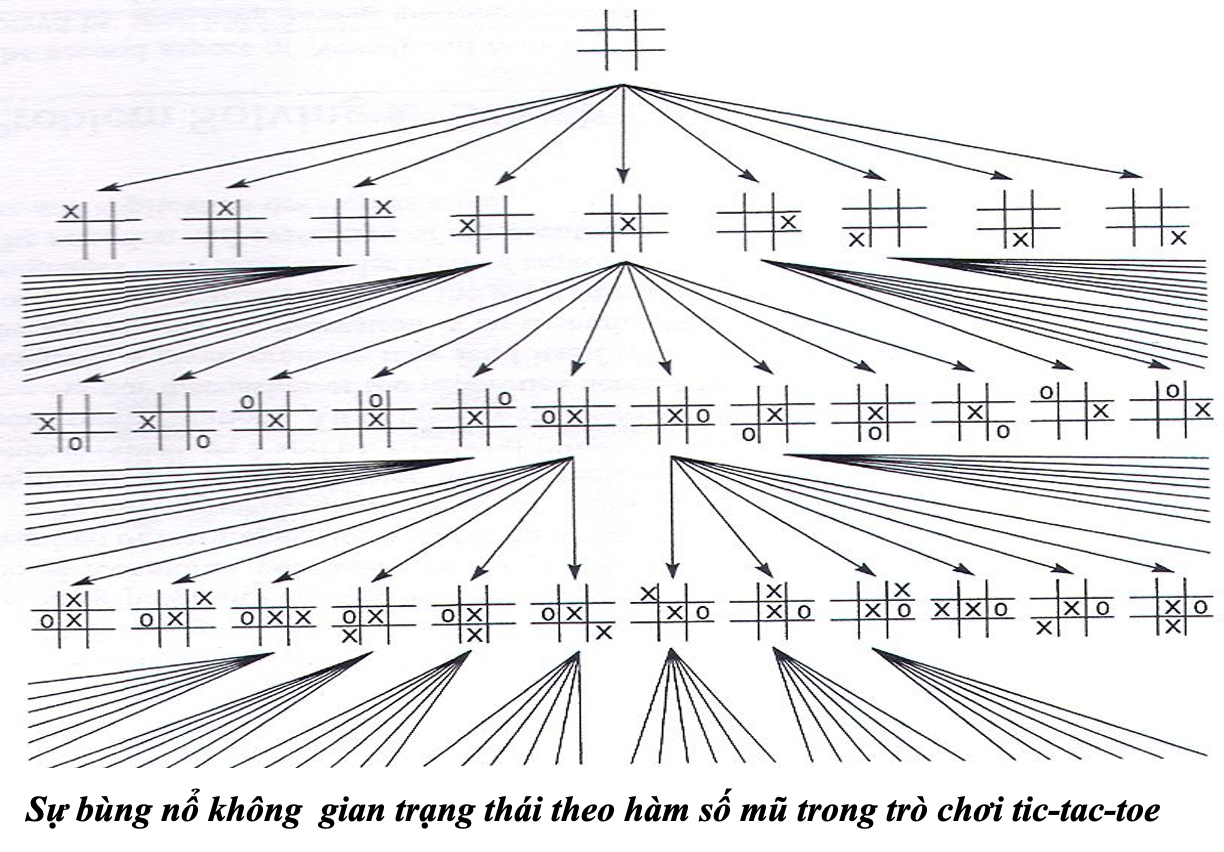 X X X X X X X X X
X O X O O X O X O X O X X O O X X O X O O X O X
X O X O X X O X X O X X O X X O X X X O X X O X X O X X O X X O X X O X X O
Sự bùng nổ không gian trạng thái theo hàm số mũ trong trò chơi tic-tac-toe